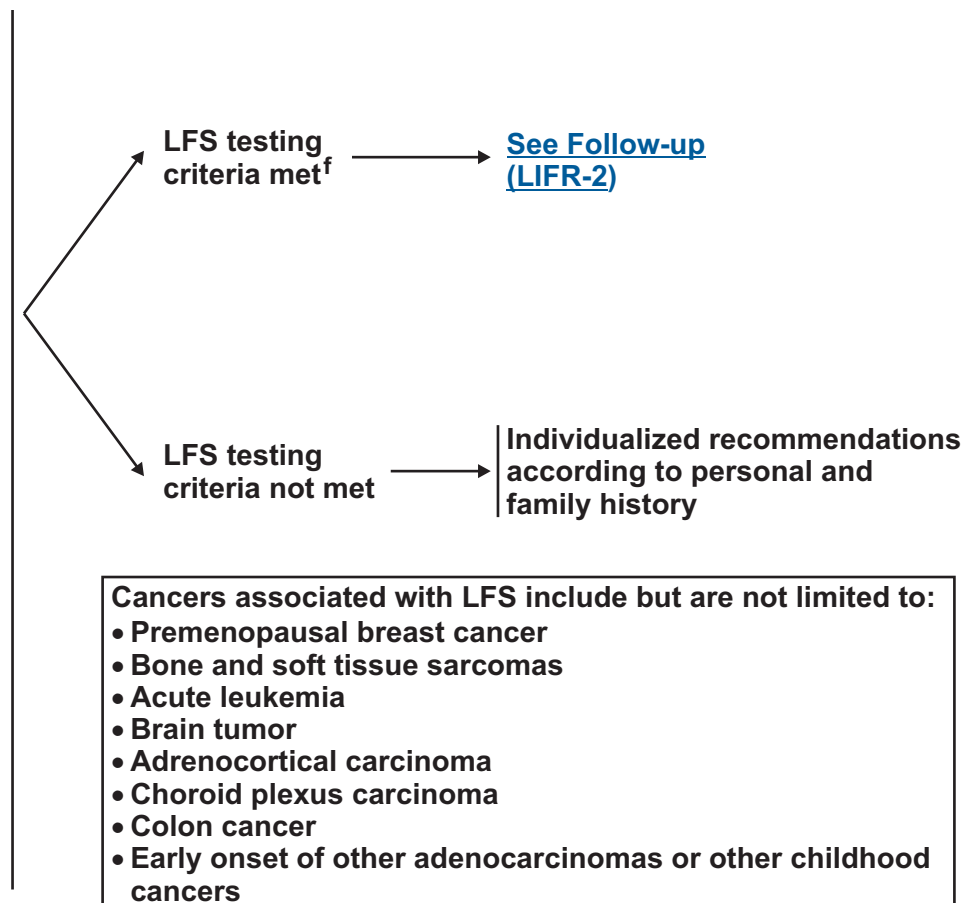 LFS testing
criteria metf
See Follow-up
(LIFR-2)
LFS testing
criteria not met
Individualized recommendations
according to personal and
family history
Cancers associated with LFS include but are not limited to:
• Premenopausal breast cancer
• Bone and soft tissue sarcomas
• Acute leukemia
• Brain tumor
• Adrenocortical carcinoma
• Choroid plexus carcinoma
• Colon cancer
• Early onset of other adenocarcinomas or other childhood
cancers